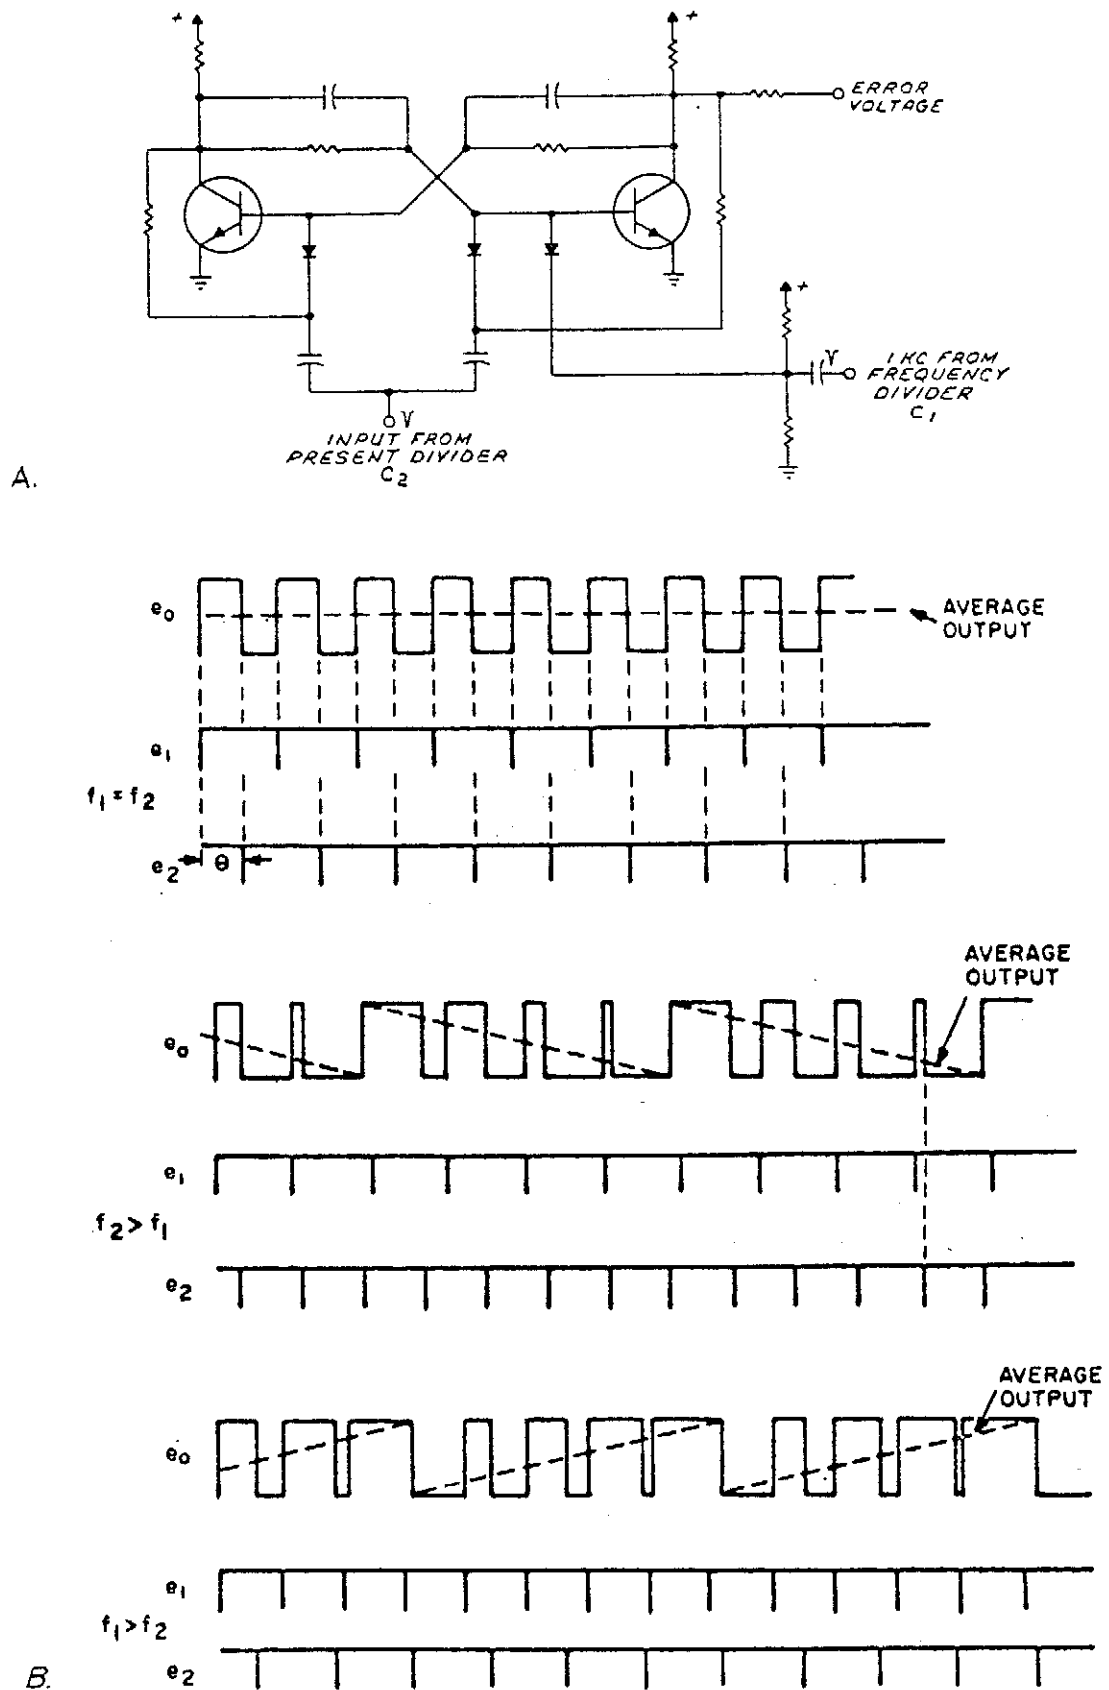 +
+
ERROR
VOLTAGE
+
1 KC FROM
FREQUENCY
DIVIDER
C1
INPUT FROM
PRESENT DIVIDER
C2
A.
e0
AVERAGE
OUTPUT
e1
f1 = f2
e2
θ
AVERAGE
OUTPUT
e0
e1
f2 > f1
e2
AVERAGE
OUTPUT
e0
e1
f1 > f2
e2
B.